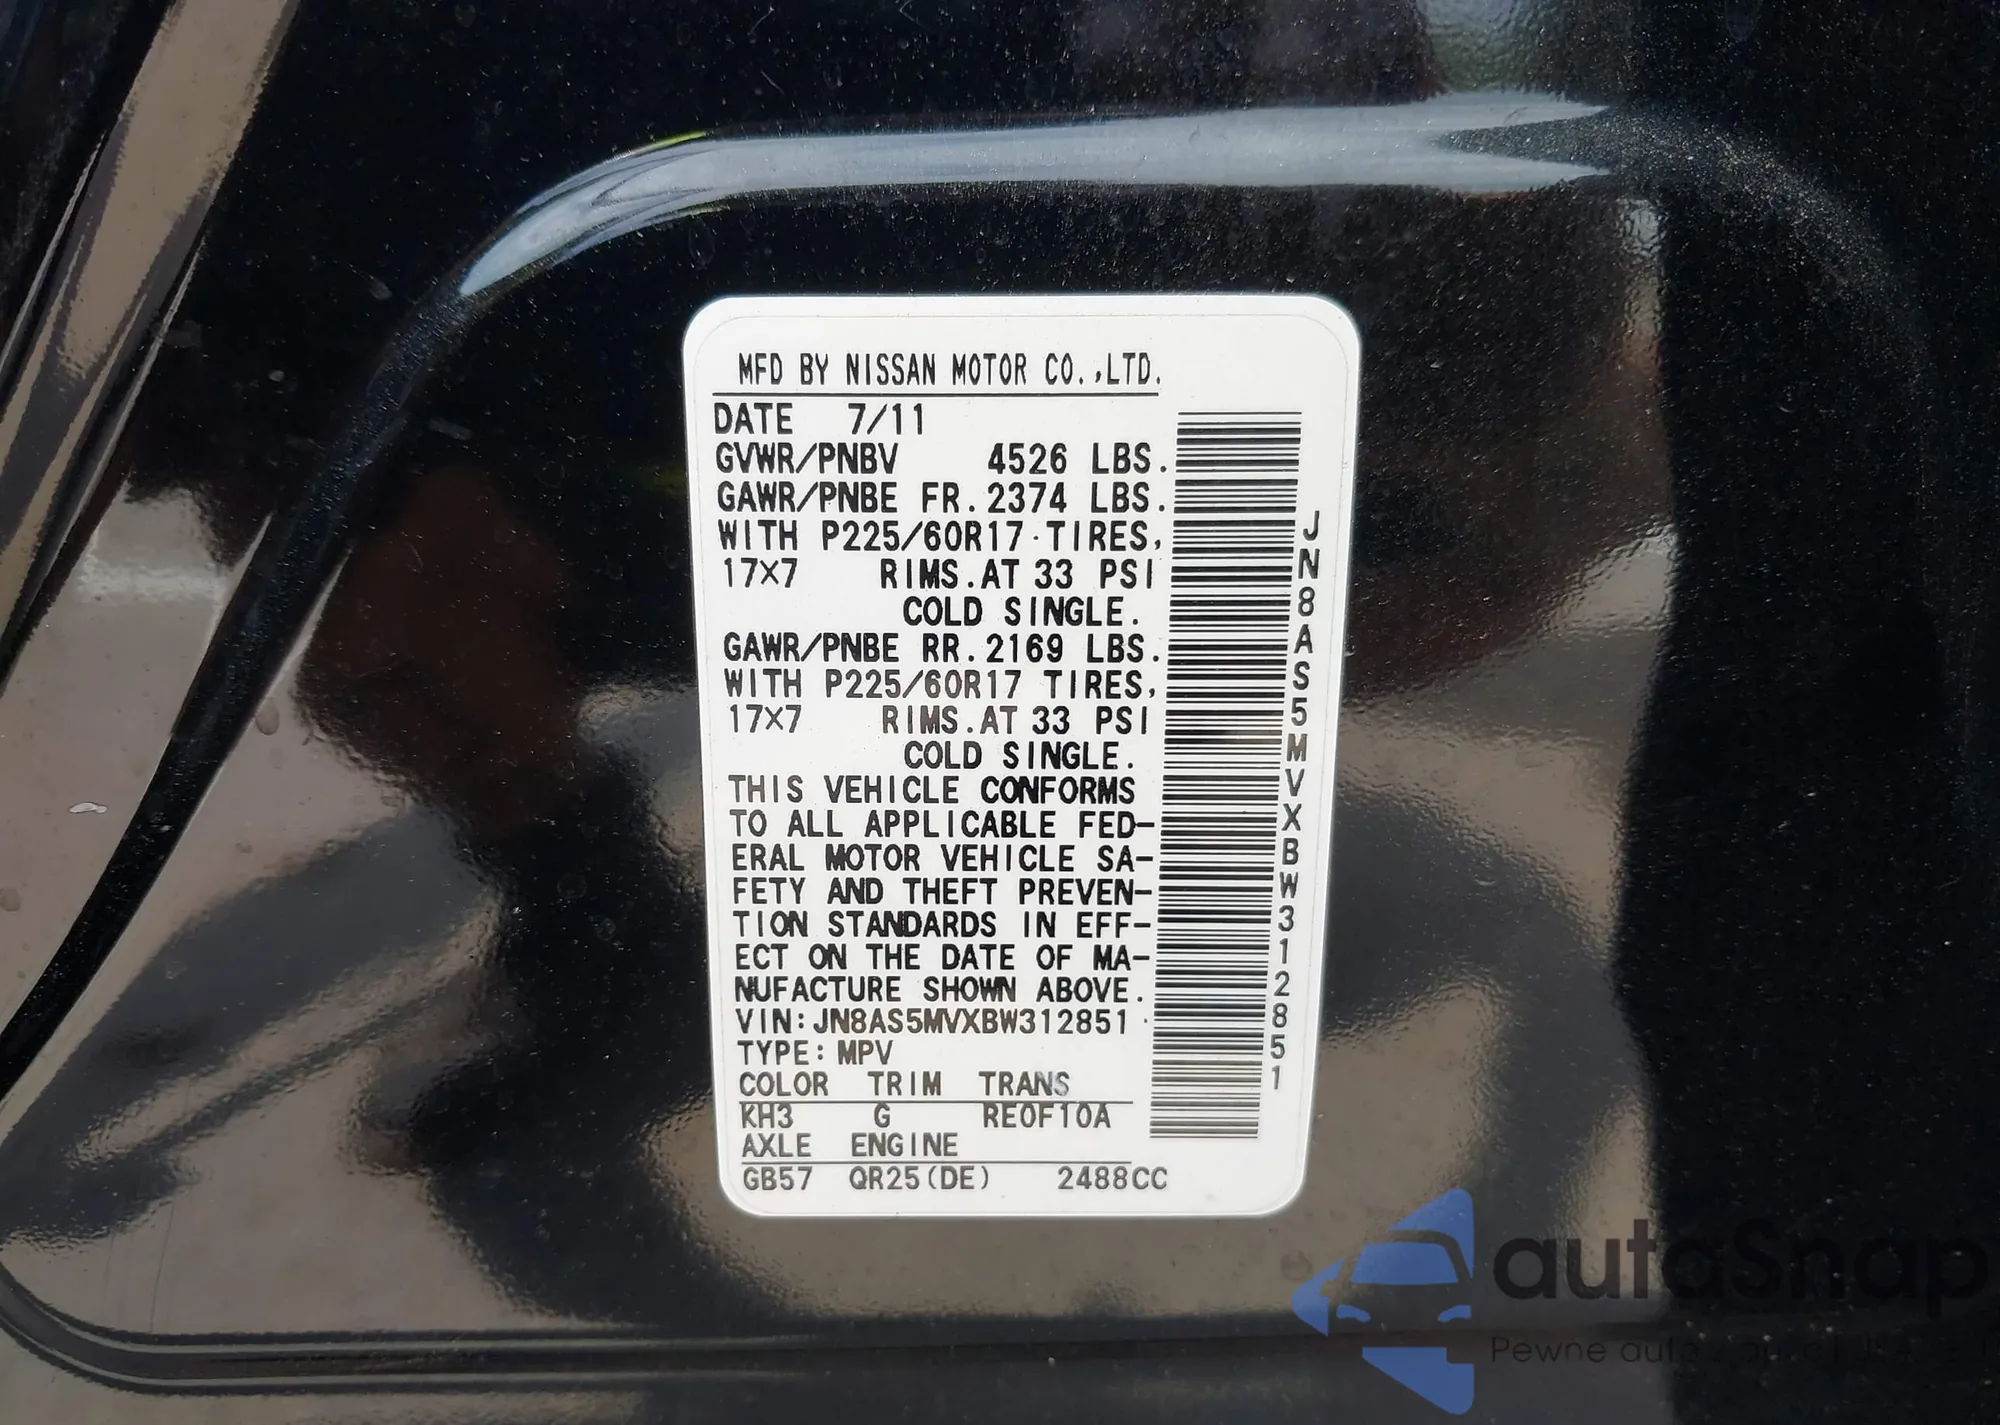 MFD BY NISSAN MOTOR CO.,LTD.
DATE 7/11
GVWR/PNBV 4526 LBS.
GAWR/PNBE FR. 2374 LBS.
WITH P225/60R17 TIRES,
17×7 RIMS. AT 33 PSI
COLD SINGLE.
GAWR/PNBE RR. 2169 LBS.
WITH P225/60R17 TIRES,
17×7 RIMS. AT 33 PSI
COLD SINGLE.
THIS VEHICLE CONFORMS
TO ALL APPLICABLE FED-
ERAL MOTOR VEHICLE SA-
FETY AND THEFT PREVEN-
TION STANDARDS IN EFF-
ECT ON THE DATE OF MA-
NUFACTURE SHOWN ABOVE.
VIN: JN8AS5MVXBW312851
TYPE: MPV
COLOR TRIM TRANS
KH3 G RE0F10A
AXLE ENGINE
GB57 QR25(DE) 2488CC
JN8AS5MVXBW312851
autaSnap
Pewne auta